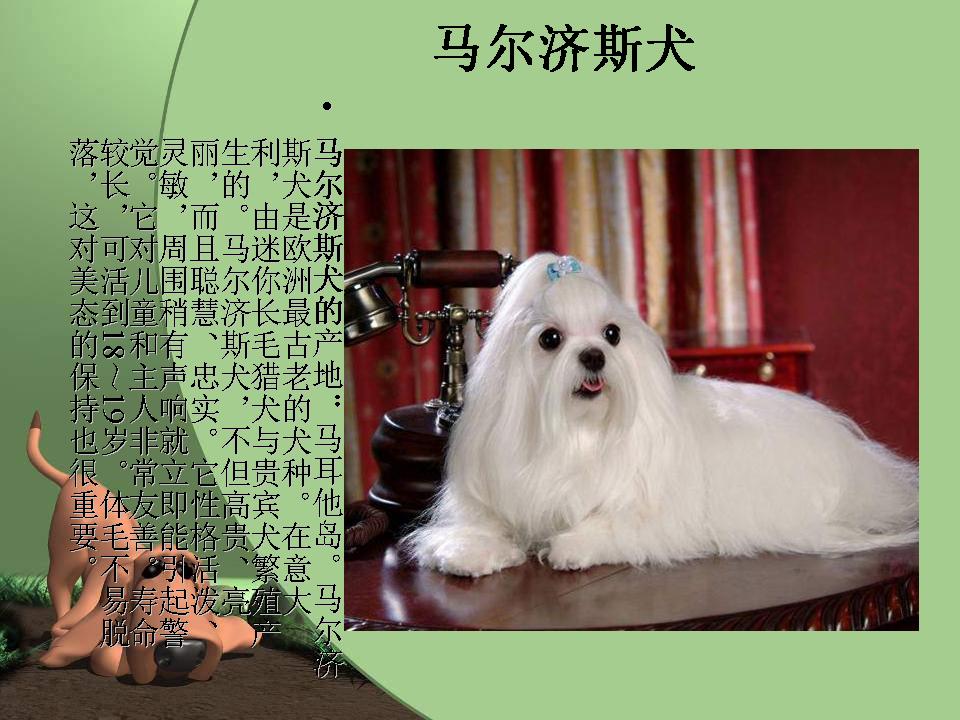 马尔济斯犬
• 马尔济斯犬的产地：马耳他岛。马尔济
斯犬是欧洲最古老的犬种。在意大
利，由迷你长毛猎犬与贵宾犬繁殖产
生的。马尔济斯犬，不但高贵、亮
丽，而且聪慧、忠实。它性格活泼、
灵敏，周围稍有声响就立即能引起警
觉。它对儿童和主人非常友善。寿命
较长，可活到18～19岁。体毛不易脱
落，这对美态的保持也很重要。